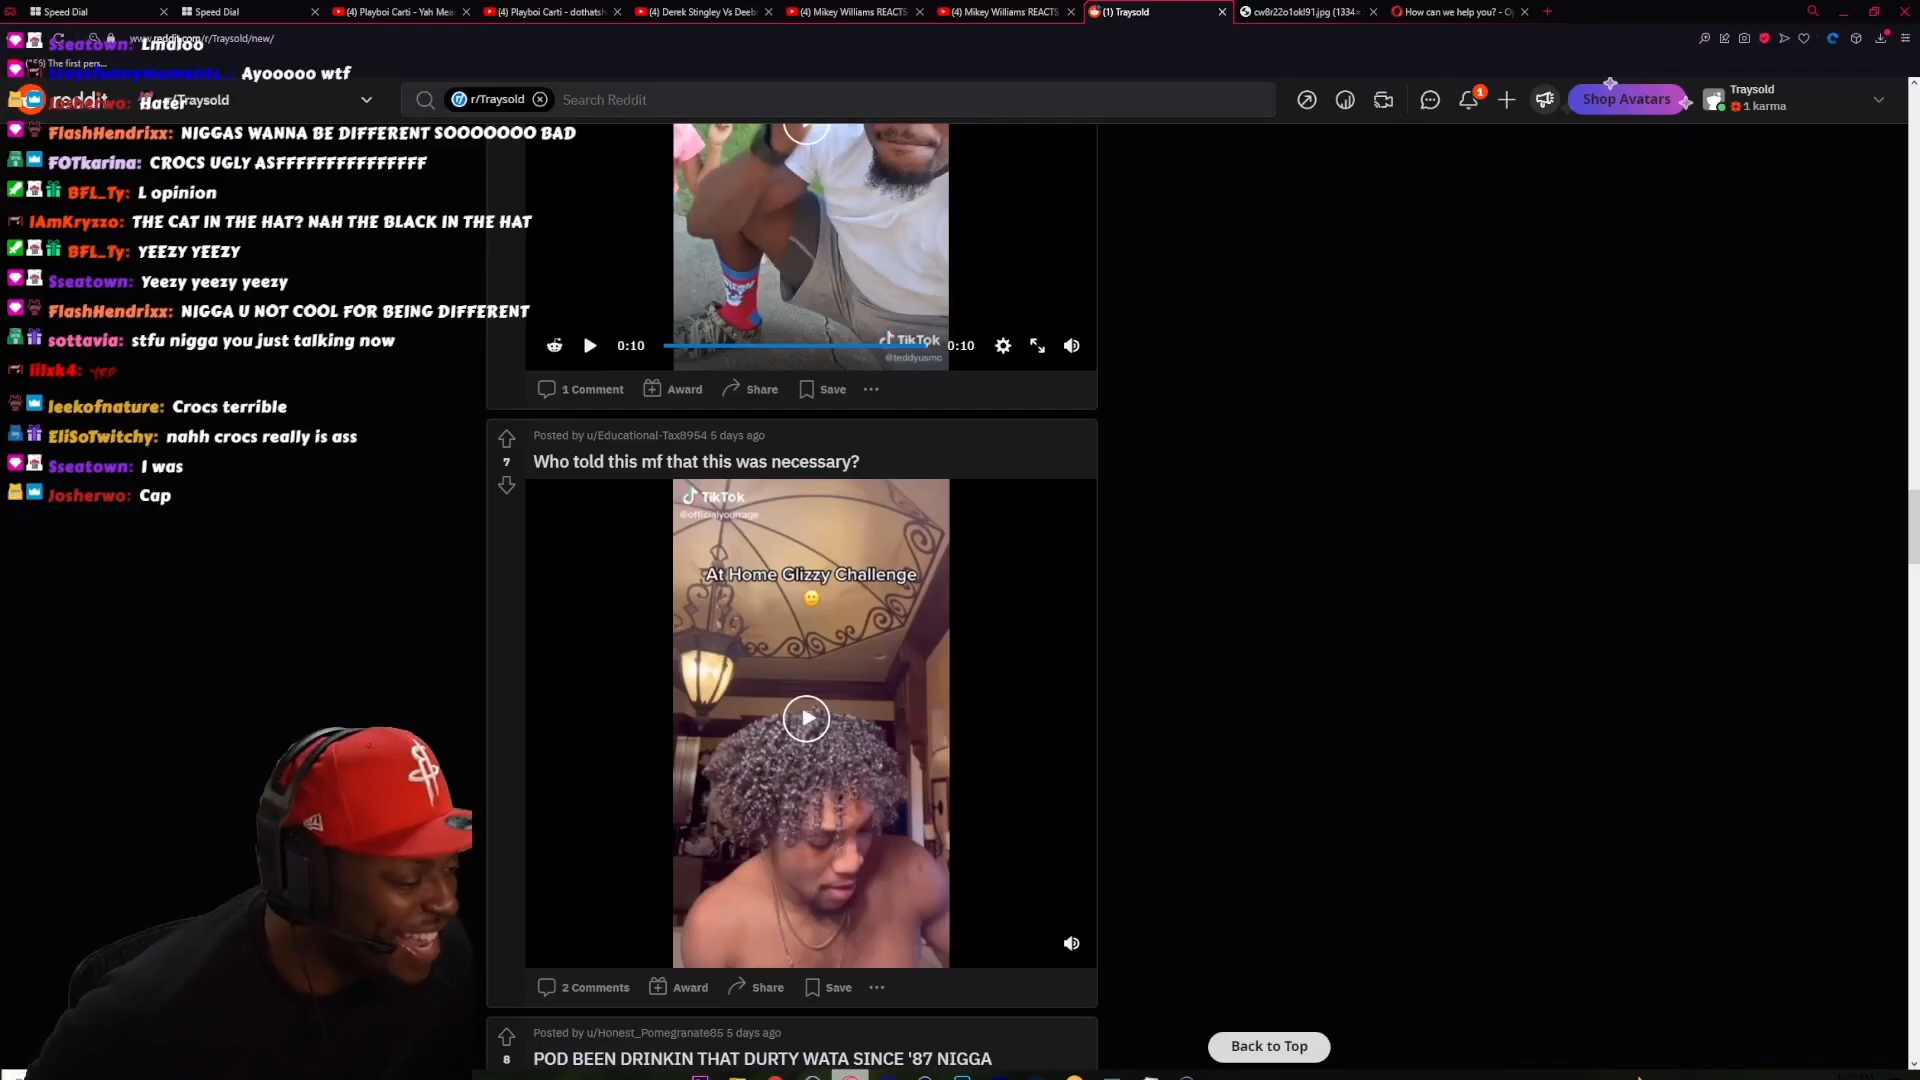 Speed Dial
Speed Dial
(4) Playboi Carti - Yah Mea
(4) Playboi Carti - dothatsh
(4) Derek Stingley Vs Deeb
(4) Mikey Williams REACTS
(4) Mikey Williams REACTS
(1) Traysold
cw8r22o1okl91.jpg (1334
How can we help you? - O
www.reddit.com/r/Traysold/new/
The first pers...
Sseatown: Lmaloo
Ayooooo wtf
Josherwo: Hater
reddit
r/Traysold
r/Traysold
Search Reddit
1
Shop Avatars
Traysold
1 karma
FlashHendrixx: NIGGAS WANNA BE DIFFERENT SOOOOOOO BAD
FOTkarina: CROCS UGLY ASFFFFFFFFFFFFFF
BFL_Ty: L opinion
IAmKryzzo: THE CAT IN THE HAT? NAH THE BLACK IN THE HAT
BFL_Ty: YEEZY YEEZY
Sseatown: Yeezy yeezy yeezy
FlashHendrixx: NIGGA U NOT COOL FOR BEING DIFFERENT
sottavia: stfu nigga you just talking now
lilxk4:
leekofnature: Crocs terrible
EliSoTwitchy: nahh crocs really is ass
Sseatown: I was
Josherwo: Cap
TikTok
@teddyusmc
0:10
0:10
1 Comment
Award
Share
Save
Posted by u/Educational-Tax8954 5 days ago
7
Who told this mf that this was necessary?
TikTok
@officialyourrage
At Home Glizzy Challenge
2 Comments
Award
Share
Save
Posted by u/Honest_Pomegranate85 5 days ago
8
POD BEEN DRINKIN THAT DURTY WATA SINCE '87 NIGGA
Back to Top